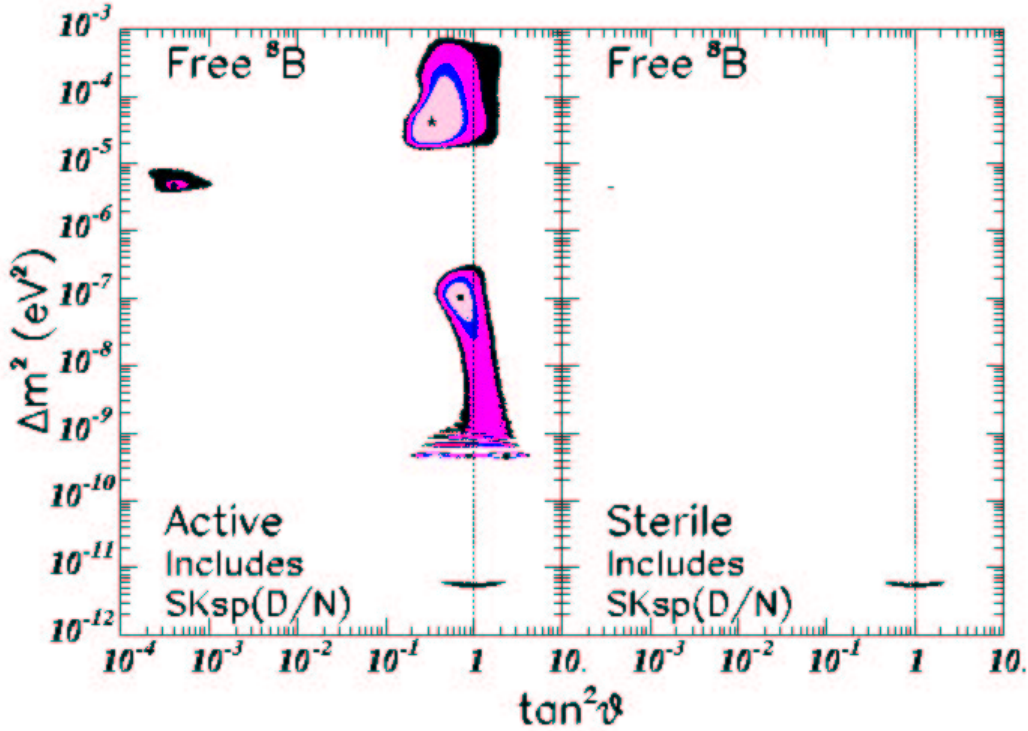 Free ⁸B
Free ⁸B
10⁻³
10⁻⁴
10⁻⁵
10⁻⁶
10⁻⁷
10⁻⁸
10⁻⁹
10⁻¹⁰
10⁻¹¹
10⁻¹²
Δm² (eV²)
Active
Includes
SKsp(D/N)
Sterile
Includes
SKsp(D/N)
10⁻⁴ 10⁻³ 10⁻² 10⁻¹ 1 10. 10⁻³ 10⁻² 10⁻¹ 1 10.
tan²ϑ